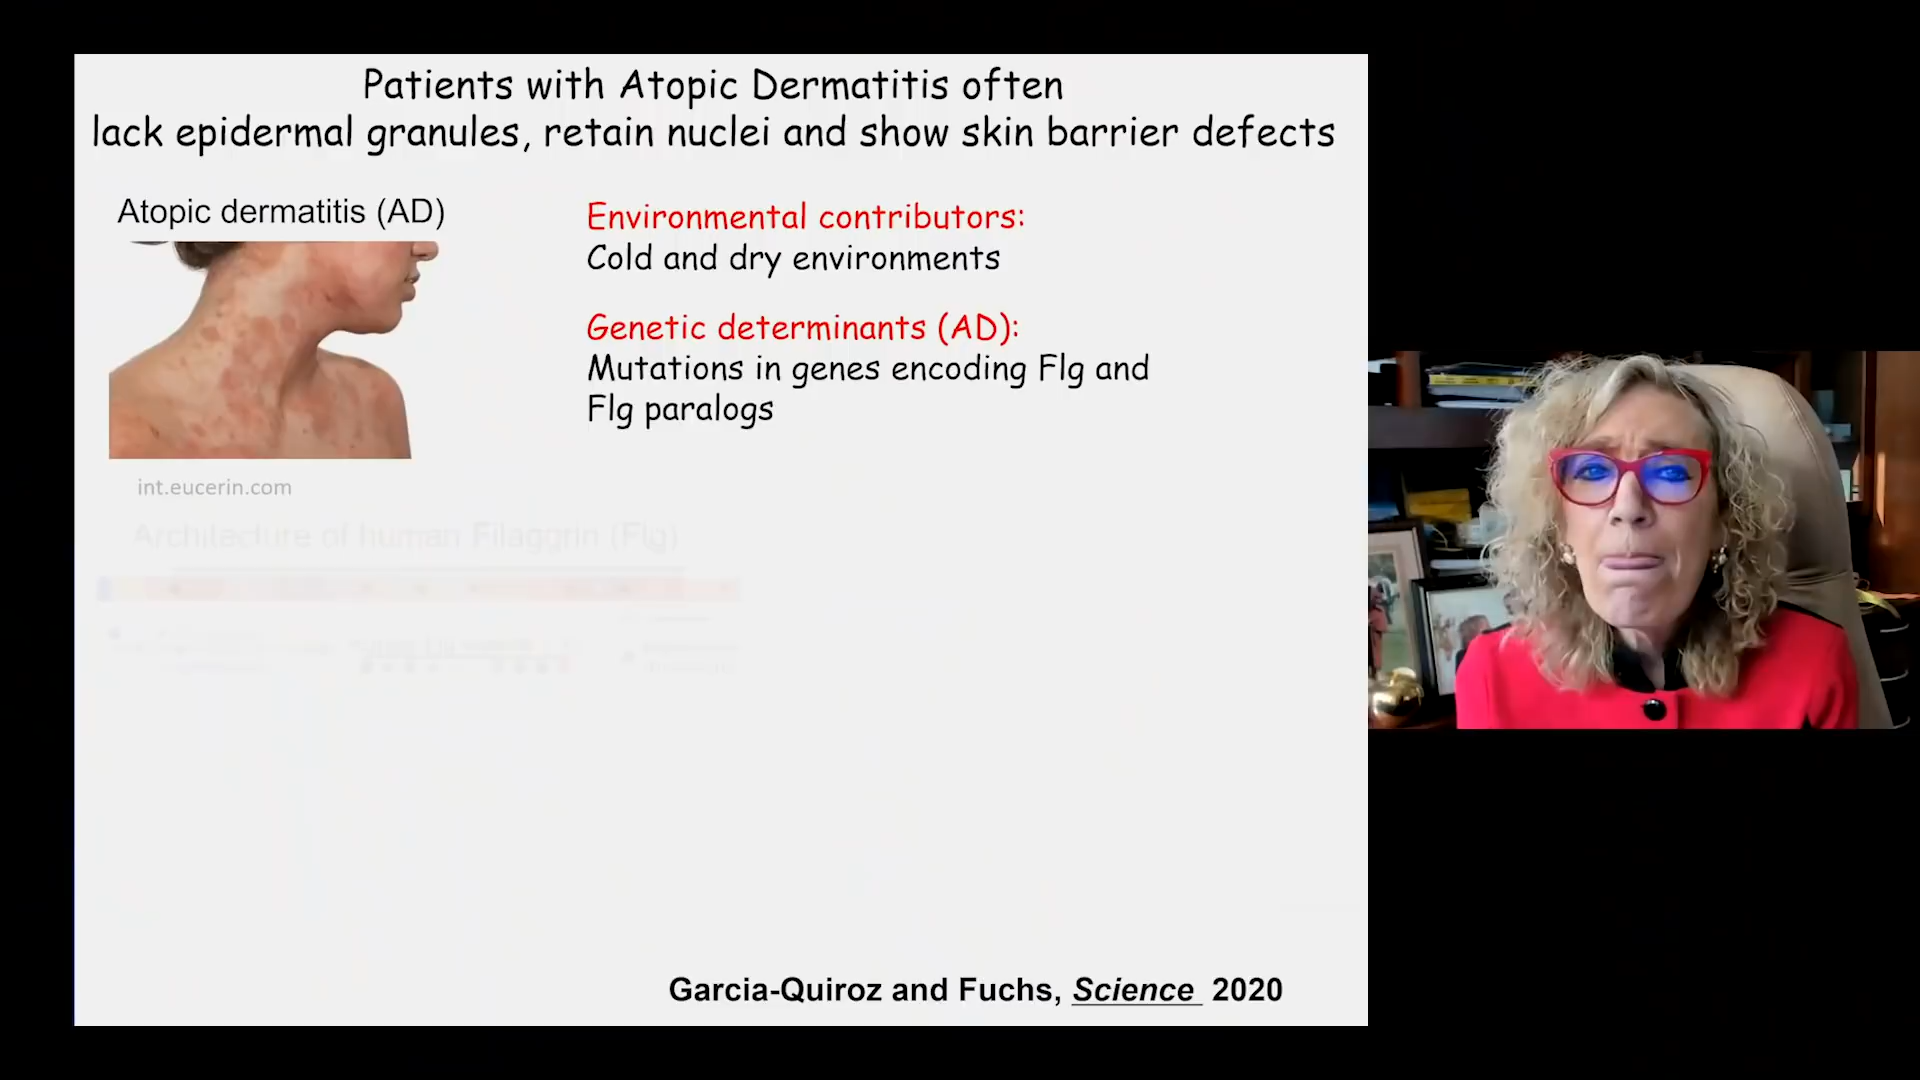 Patients with Atopic Dermatitis often
lack epidermal granules, retain nuclei and show skin barrier defects
Atopic dermatitis (AD)
Environmental contributors:
Cold and dry environments
Genetic determinants (AD):
Mutations in genes encoding Flg and
Flg paralogs
int.eucerin.com
Architecture of human Filaggrin (Flg)
Garcia-Quiroz and Fuchs, Science 2020